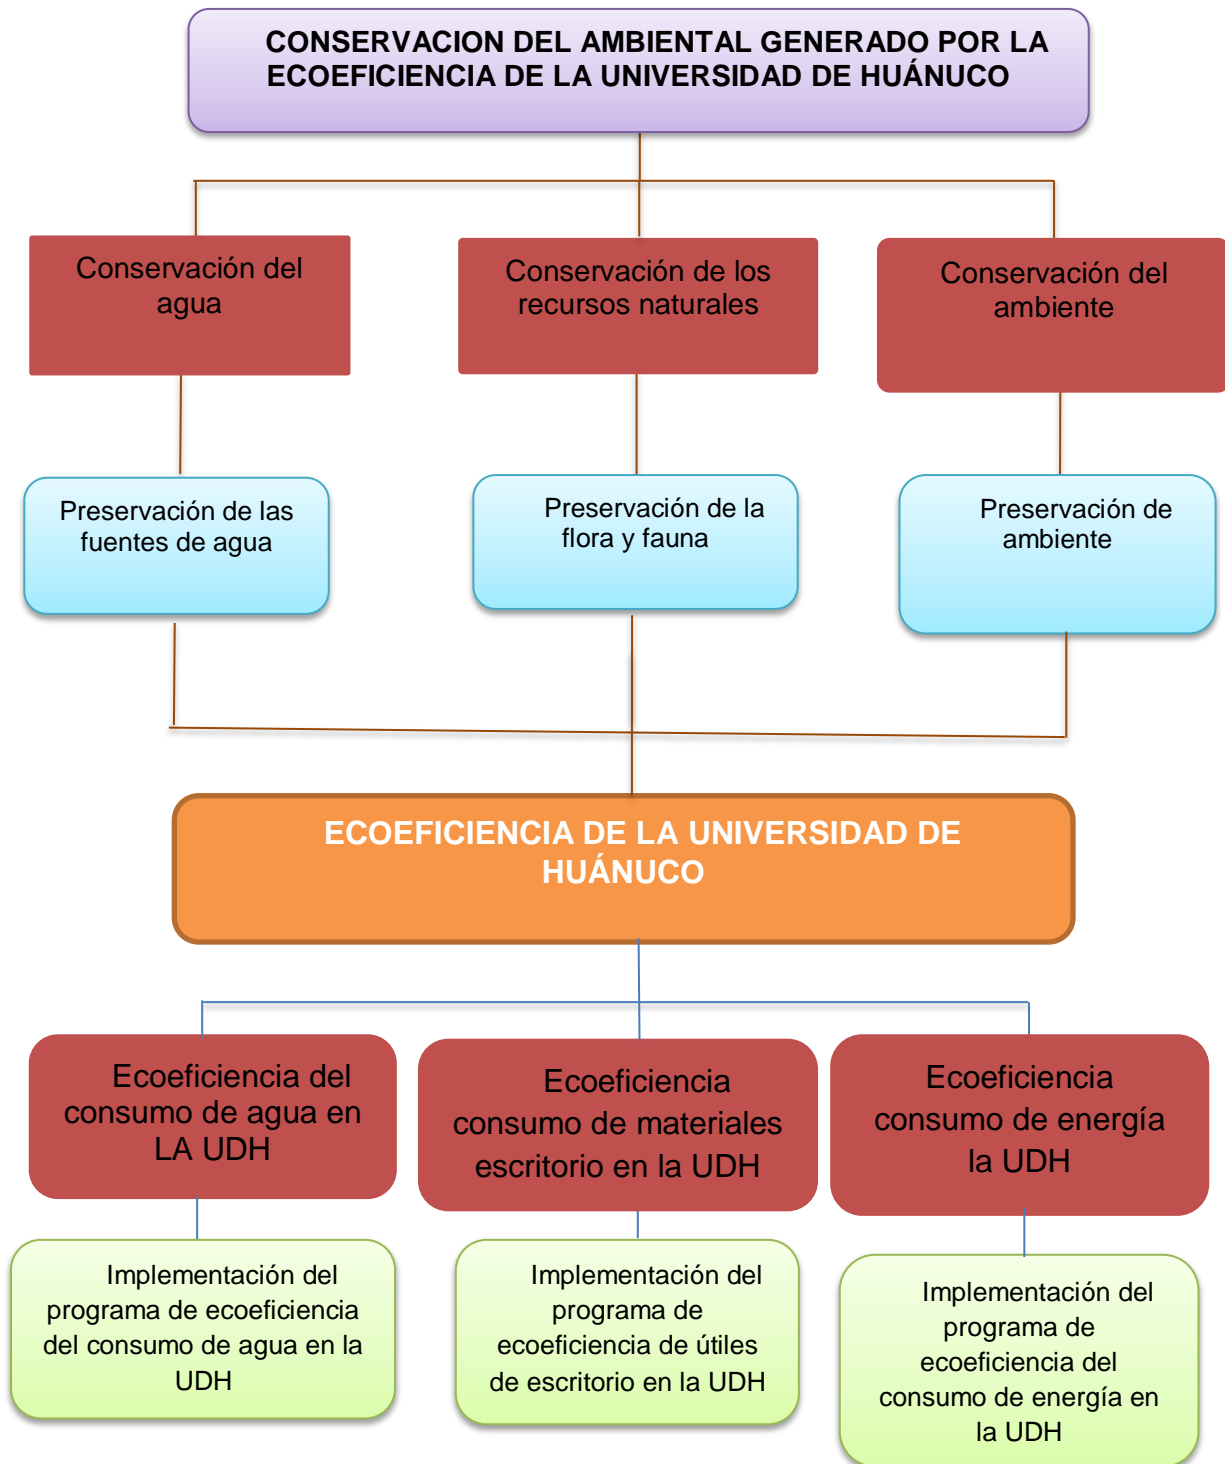 CONSERVACION DEL AMBIENTAL GENERADO POR LA
ECOEFICIENCIA DE LA UNIVERSIDAD DE HUÁNUCO
Conservación del
agua
Conservación de los
recursos naturales
Conservación del
ambiente
Preservación de las
fuentes de agua
Preservación de la
flora y fauna
Preservación de
ambiente
ECOEFICIENCIA DE LA UNIVERSIDAD DE
HUÁNUCO
Ecoeficiencia del
consumo de agua en
LA UDH
Ecoeficiencia
consumo de materiales
escritorio en la UDH
Ecoeficiencia
consumo de energía
la UDH
Implementación del
programa de ecoeficiencia
del consumo de agua en la
UDH
Implementación del
programa de
ecoeficiencia de útiles
de escritorio en la UDH
Implementación del
programa de
ecoeficiencia del
consumo de energía en
la UDH